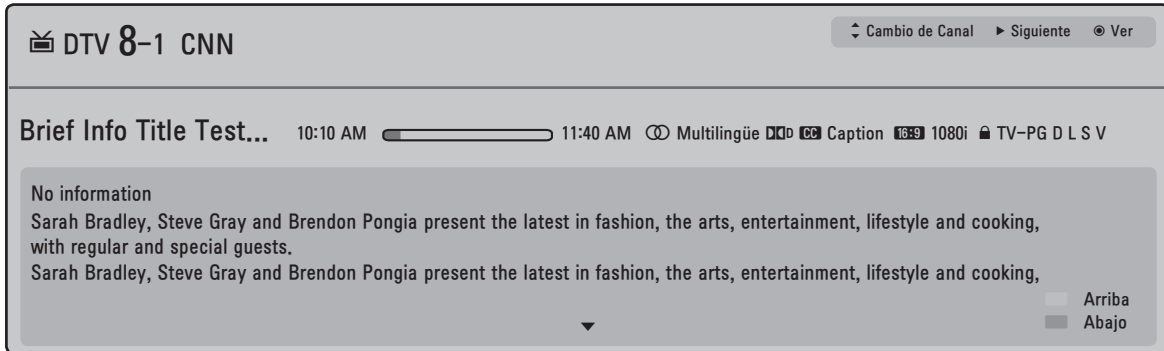 DTV 8-1 CNN
Cambio de Canal Siguiente Ver
Brief Info Title Test... 10:10 AM 11:40 AM Multilingüe DD D CC Caption 16:9 1080i TV-PG D L S V
No information
Sarah Bradley, Steve Gray and Brendon Pongia present the latest in fashion, the arts, entertainment, lifestyle and cooking,
with regular and special guests.
Sarah Bradley, Steve Gray and Brendon Pongia present the latest in fashion, the arts, entertainment, lifestyle and cooking,
Arriba
Abajo